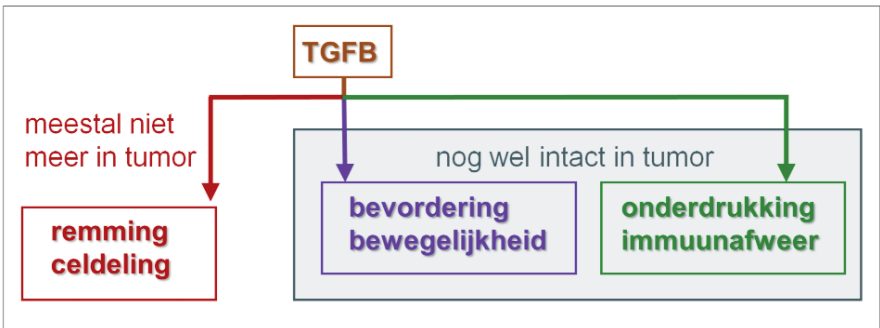 TGFB
meestal niet
meer in tumor
nog wel intact in tumor
remming
celdeling
bevordering
bewegelijkheid
onderdrukking
immuunafweer